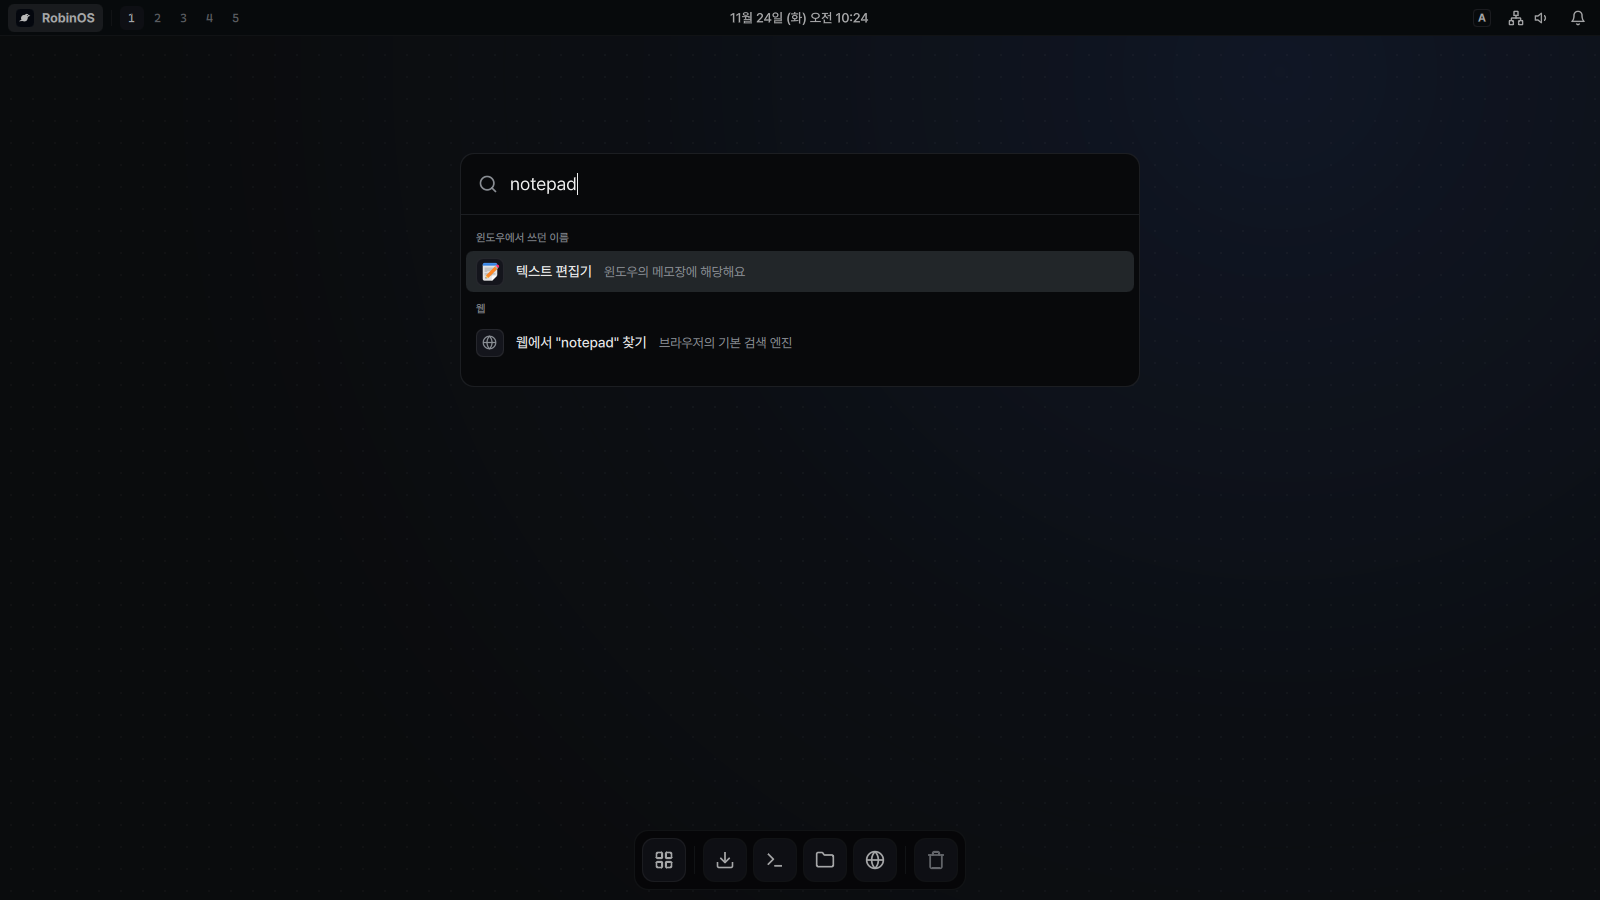 RobinOS 1 2 3 4 5 11월 24일 (화) 오전 10:24 A
notepad
윈도우에서 쓰던 이름
텍스트 편집기 윈도우의 메모장에 해당해요
웹
웹에서 "notepad" 찾기 브라우저의 기본 검색 엔진